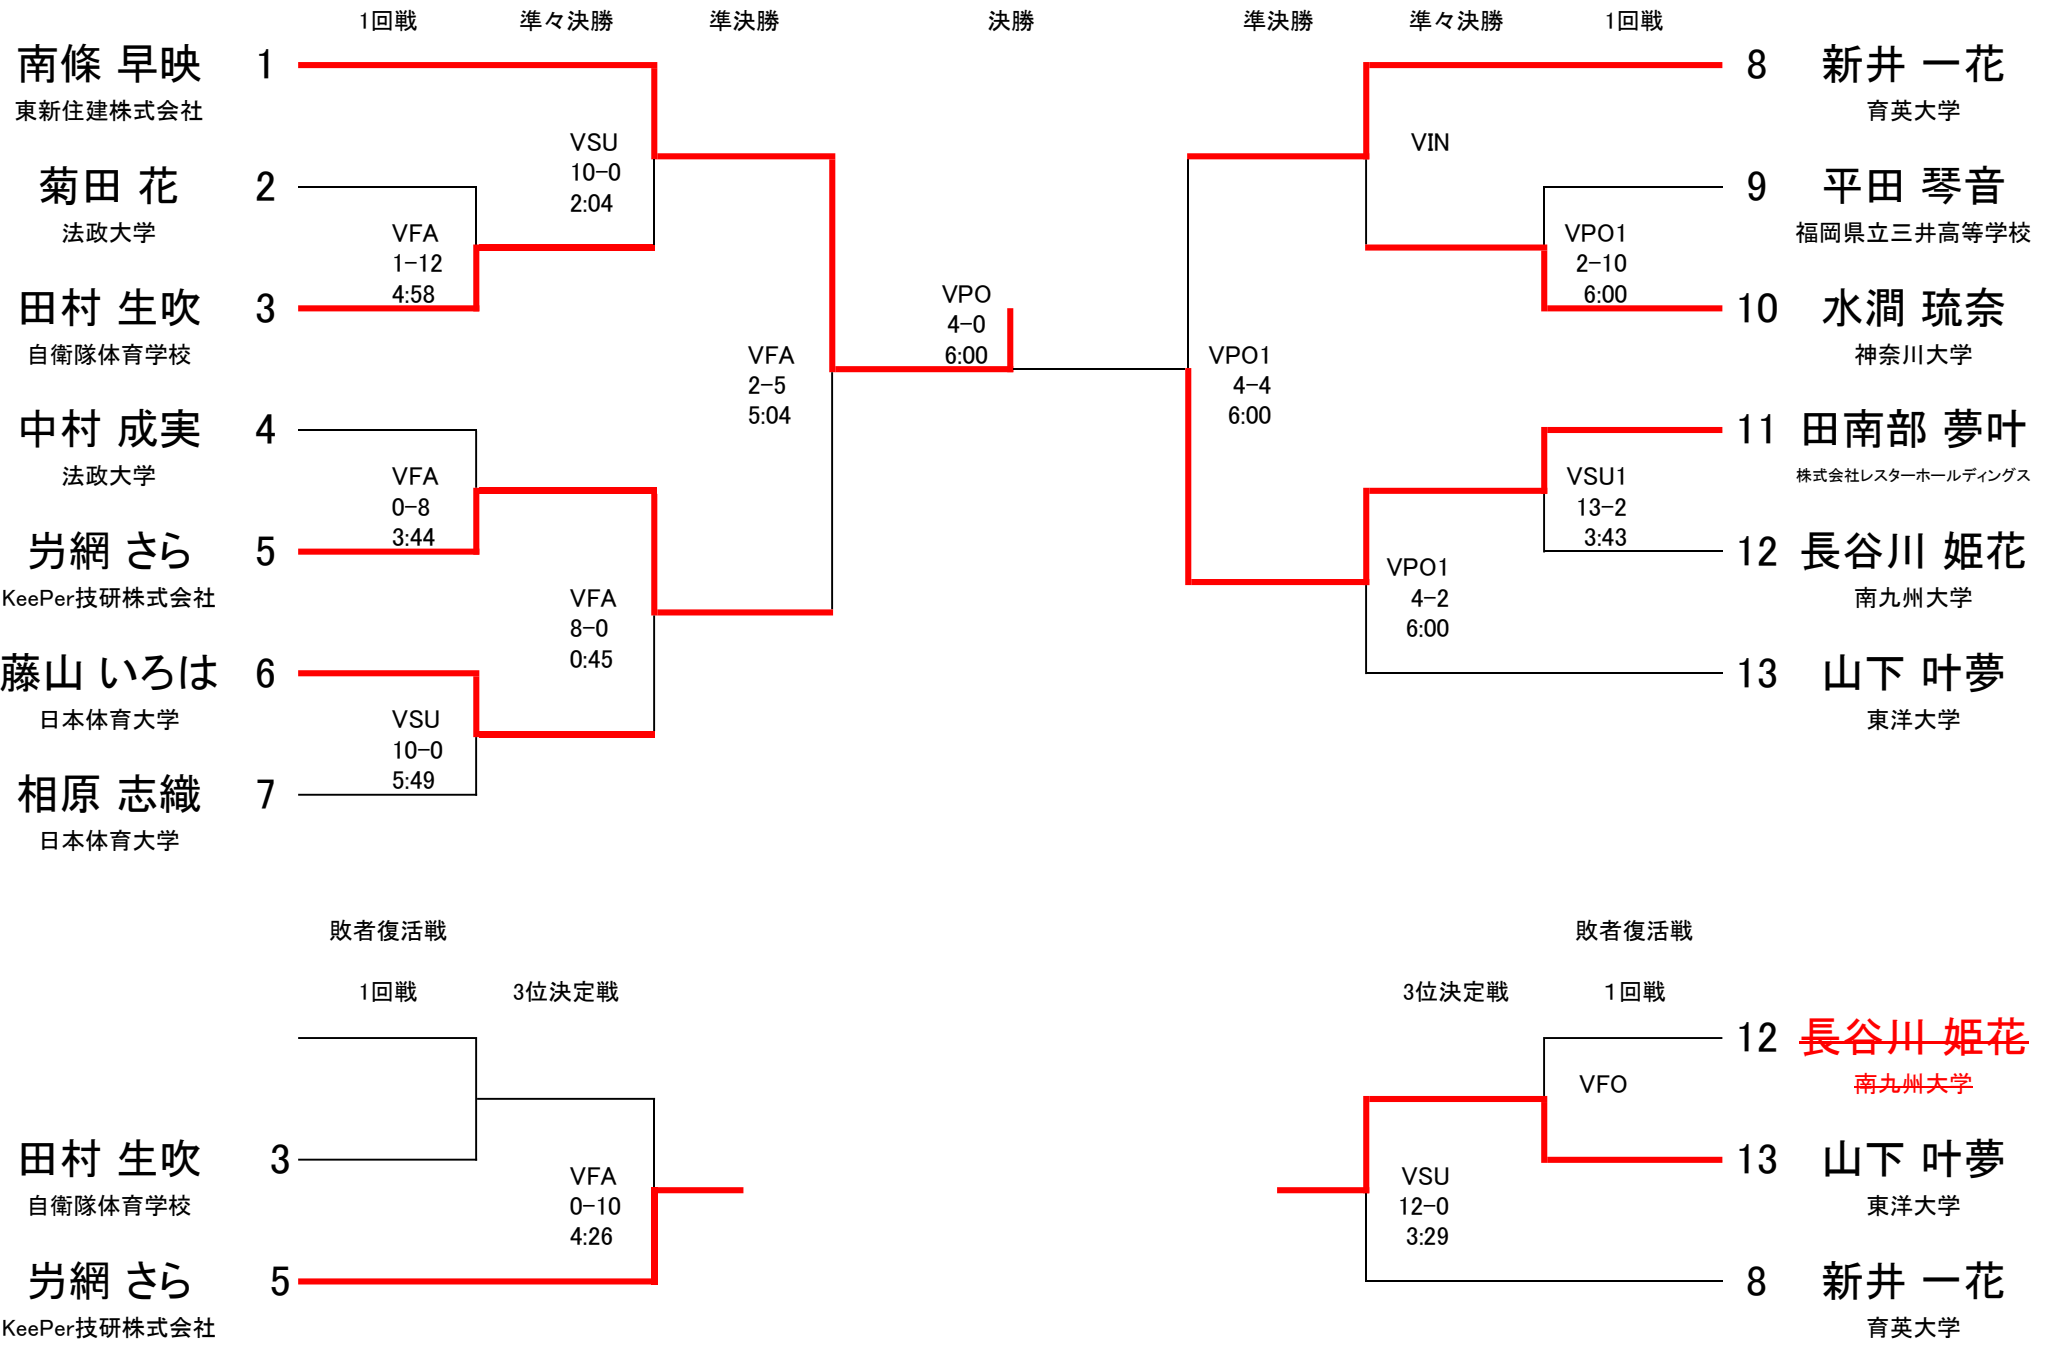 1回戦 準々決勝 準決勝 決勝 準決勝 準々決勝 1回戦
南條 早映 1 8 新井 一花
東新住建株式会社 育英大学
VSU VIN
10-0
2:04
菊田 花 2 9 平田 琴音
法政大学 福岡県立三井高等学校
VFA VPO1
1-12 2-10
4:58 6:00
田村 生吹 3 10 水澗 琉奈
自衛隊体育学校 神奈川大学
VPO
4-0
6:00
VFA VPO1
2-5 4-4
5:04 6:00
中村 成実 4 11 田南部 夢叶
法政大学 株式会社レスターホールディングス
VFA VSU1
0-8 13-2
3:44 3:43
屶網 さら 5 12 長谷川 姫花
KeePer技研株式会社 南九州大学
VFA VPO1
8-0 4-2
0:45 6:00
藤山 いろは 6 13 山下 叶夢
日本体育大学 東洋大学
VSU
10-0
5:49
相原 志織 7
日本体育大学
敗者復活戦 敗者復活戦
1回戦 3位決定戦 3位決定戦 1回戦
12 長谷川 姫花
南九州大学
VFO
田村 生吹 3 13 山下 叶夢
自衛隊体育学校 東洋大学
VFA VSU
0-10 12-0
4:26 3:29
屶網 さら 5 8 新井 一花
KeePer技研株式会社 育英大学